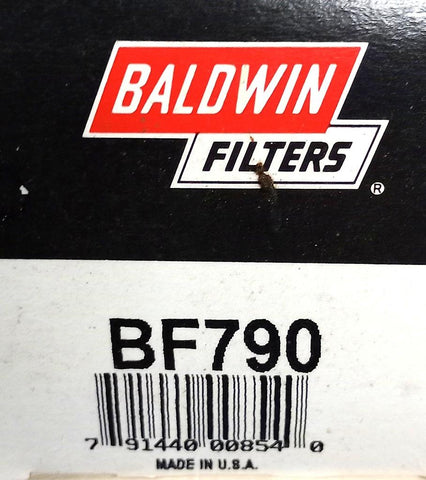 BALDWIN
FILTERS
®
BF790
7 91440 00854 0
MADE IN U.S.A.